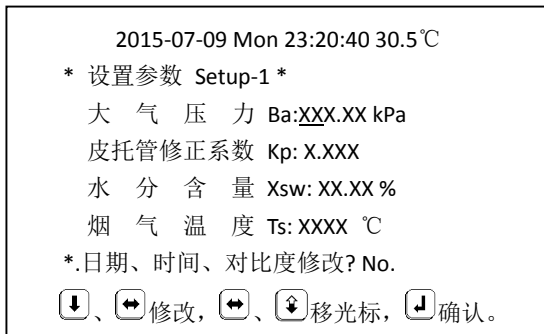 2015-07-09 Mon 23:20:40 30.5℃
* 设置参数 Setup-1 *
大 气 压 力 Ba:XXX.XX kPa
皮托管修正系数 Kp: X.XXX
水 分 含 量 Xsw: XX.XX %
烟 气 温 度 Ts: XXXX ℃
*.日期、时间、对比度修改? No.
⬇、⬌修改,⬌、⇕移光标,↲确认。